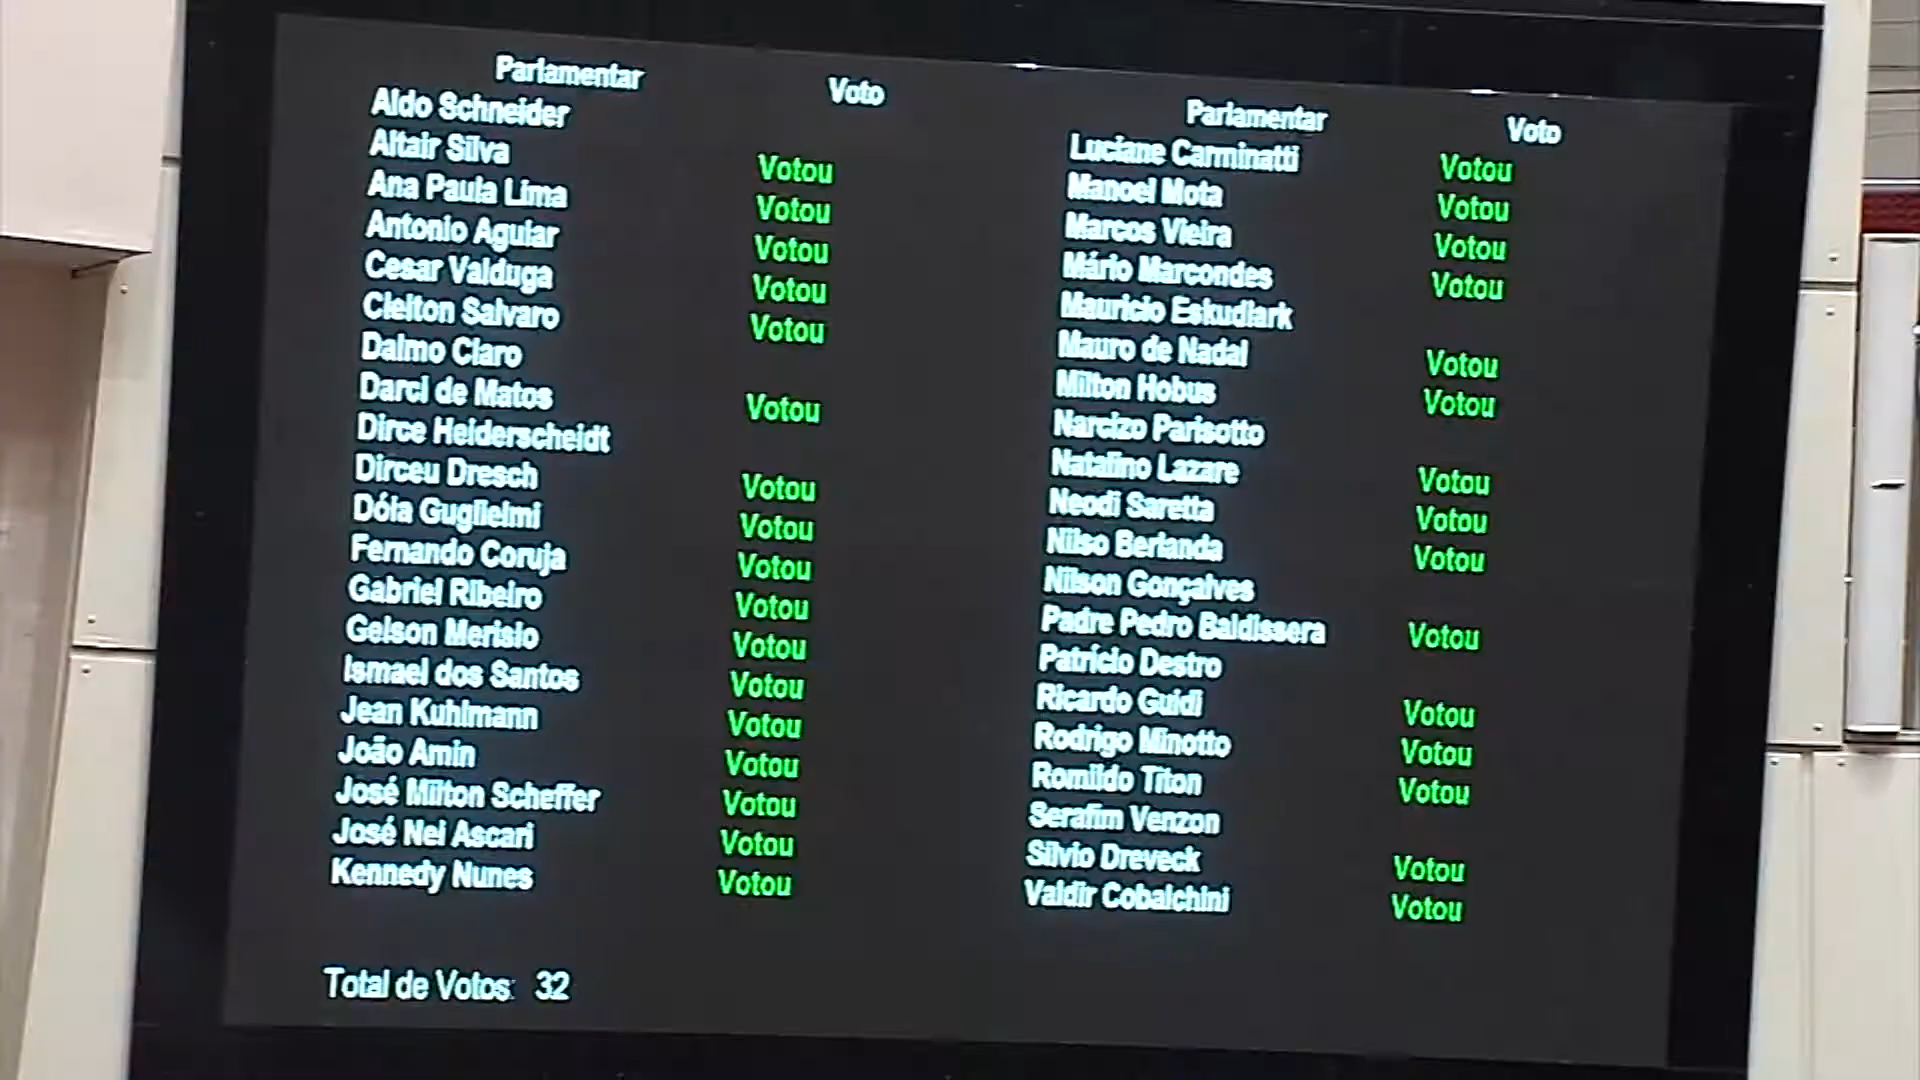 Parlamentar Voto
Aldo Schneider
Altair Silva Votou
Ana Paula Lima Votou
Antonio Aguiar Votou
Cesar Valduga Votou
Cleiton Salvaro Votou
Dalmo Claro
Darci de Matos Votou
Dirce Heiderscheidt
Dirceu Dresch Votou
Dóia Guglielmi Votou
Fernando Coruja Votou
Gabriel Ribeiro Votou
Gelson Merisio Votou
Ismael dos Santos Votou
Jean Kuhlmann Votou
João Amin Votou
José Milton Scheffer Votou
José Nei Ascari Votou
Kennedy Nunes Votou
Parlamentar Voto
Luciane Carminatti Votou
Manoel Mota Votou
Marcos Vieira Votou
Mário Marcondes Votou
Mauricio Eskudlark
Mauro de Nadal Votou
Milton Hobus Votou
Narcizo Parisotto
Natalino Lazare Votou
Neodi Saretta Votou
Nilso Berlanda Votou
Nilson Gonçalves
Padre Pedro Baldissera Votou
Patrício Destro
Ricardo Guidi Votou
Rodrigo Minotto Votou
Romildo Titon Votou
Serafim Venzon
Silvio Dreveck Votou
Valdir Cobalchini Votou
Total de Votos: 32